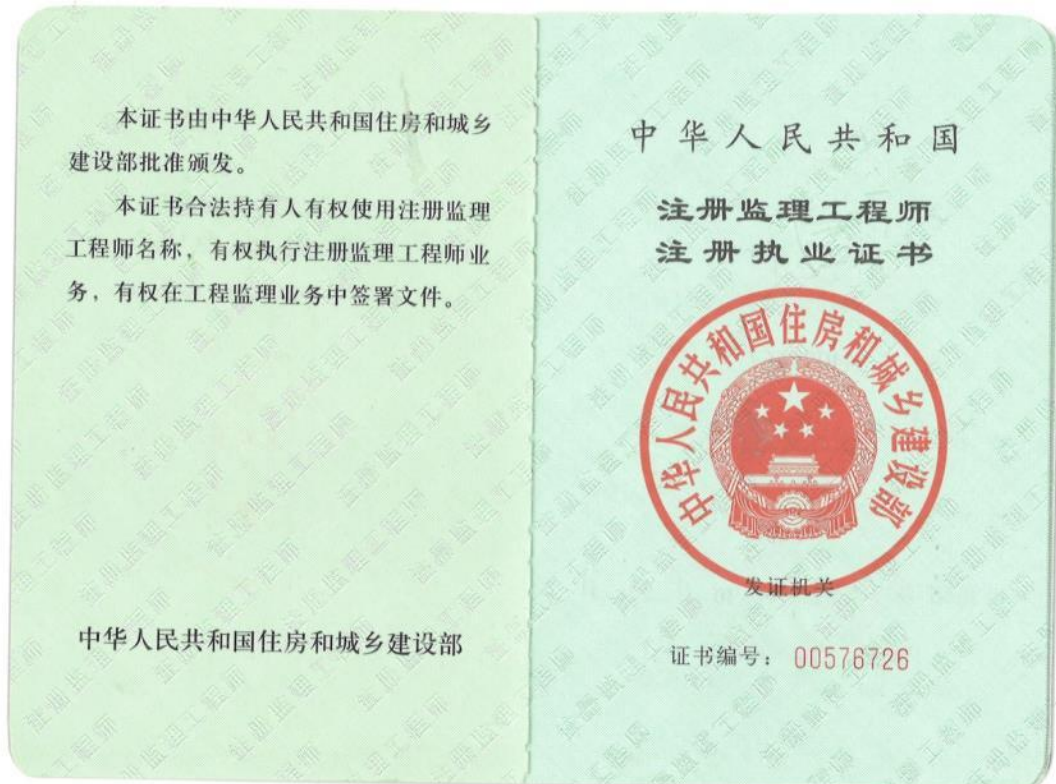 本证书由中华人民共和国住房和城乡
建设部批准颁发。
本证书合法持有人有权使用注册监理
工程师名称，有权执行注册监理工程师业
务，有权在工程监理业务中签署文件。
中华人民共和国住房和城乡建设部
中华人民共和国
注册监理工程师
注册执业证书
中华人民共和国住房和城乡建设部
发证机关
证书编号：00576726